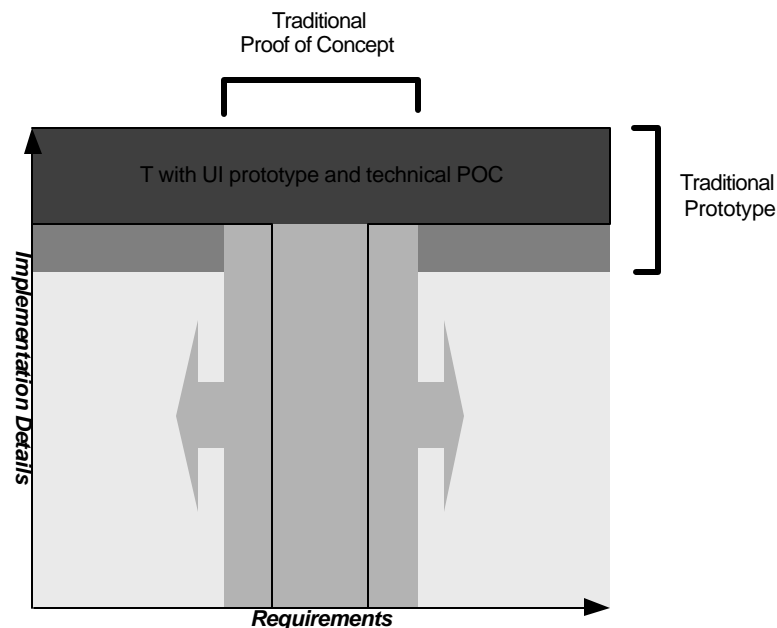 Traditional
Proof of Concept
T with UI prototype and technical POC
Traditional
Prototype
Implementation Details
Requirements